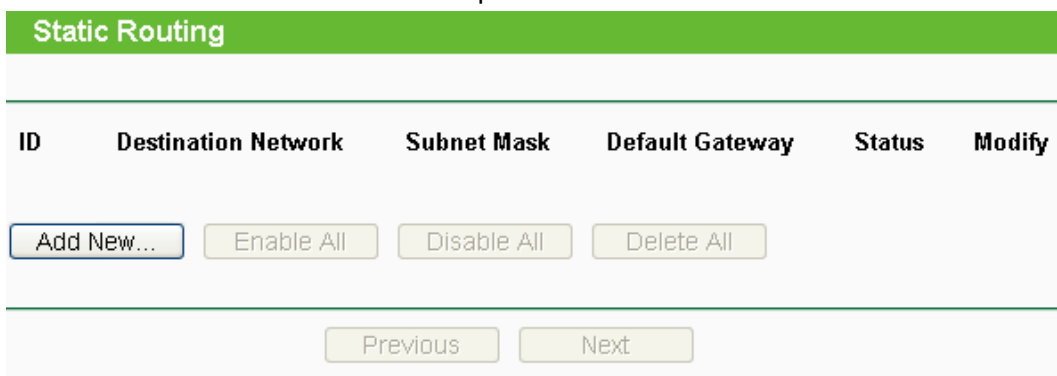 Static Routing
ID Destination Network Subnet Mask Default Gateway Status Modify
Add New... Enable All Disable All Delete All
Previous Next